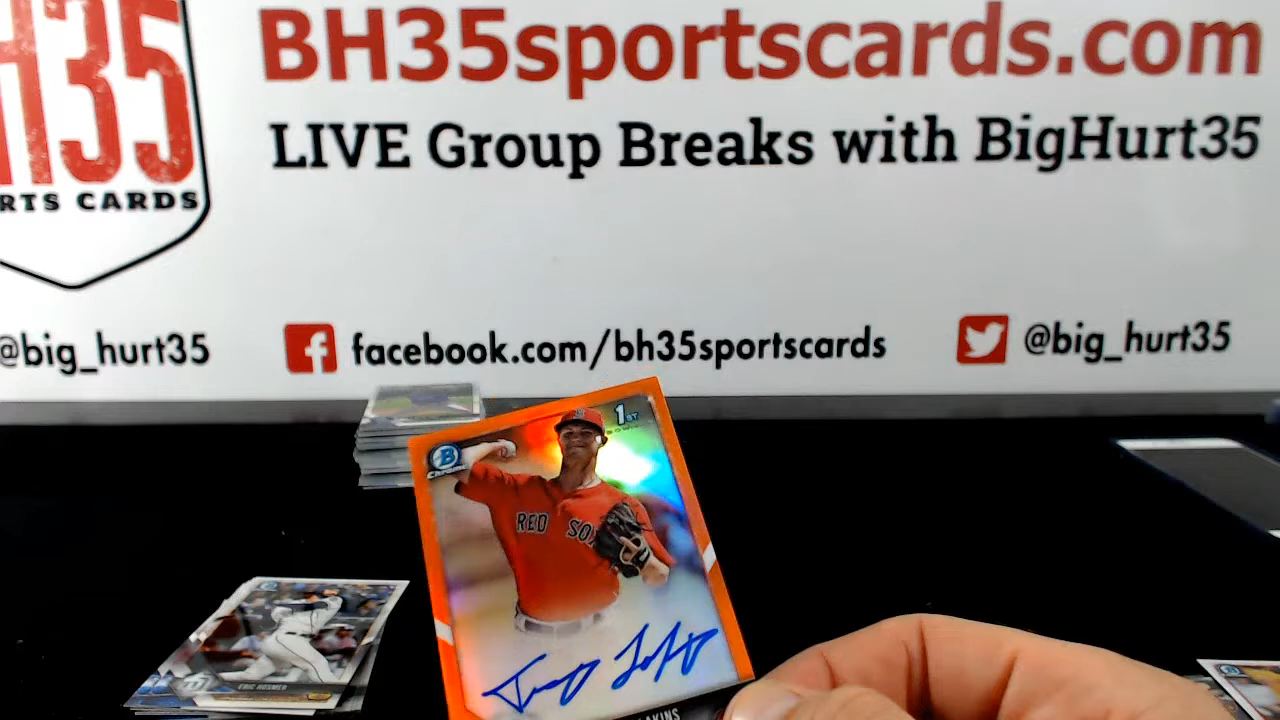 H35
RTS CARDS
BH35sportscards.com
LIVE Group Breaks with BigHurt35
@big_hurt35
f facebook.com/bh35sportscards
@big_hurt35
B
CHROME
1ST
RED SOX
AKINS
ERIC HOSMER